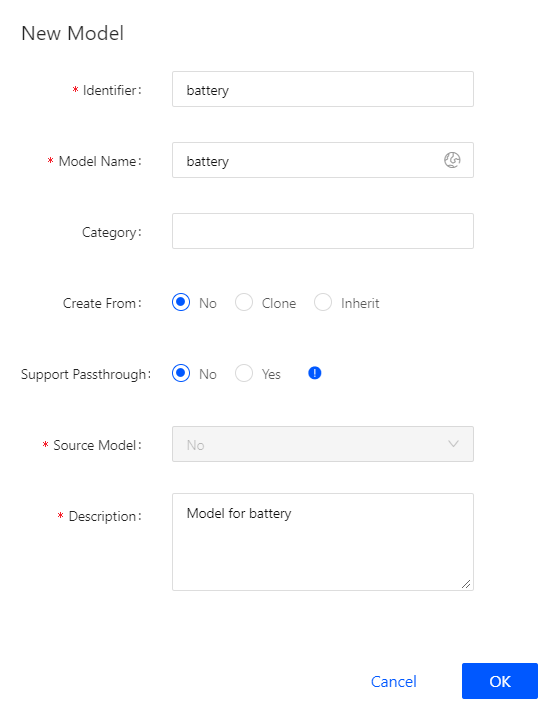 New Model
* Identifier: battery
* Model Name: battery
Category:
Create From: No Clone Inherit
Support Passthrough: No Yes !
* Source Model: No
* Description: Model for battery
Cancel OK